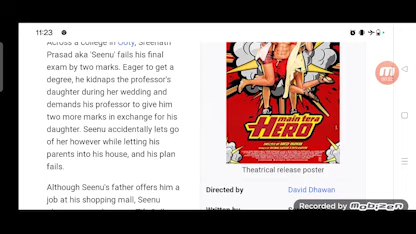 11:23
Across a college in Ooty, Sreenath
Prasad aka 'Seenu' fails his final
exam by two marks. Eager to get a
degree, he kidnaps the professor's
daughter during her wedding and
demands his professor to give him
two more marks in exchange for his
daughter. Seenu accidentally lets go
of her however while letting his
parents into his house, and his plan
fails.
Although Seenu's father offers him a
job at his shopping mall, Seenu
main tera
HERO
Theatrical release poster
Directed by
David Dhawan
Written by
Recorded by
MOBIZEN